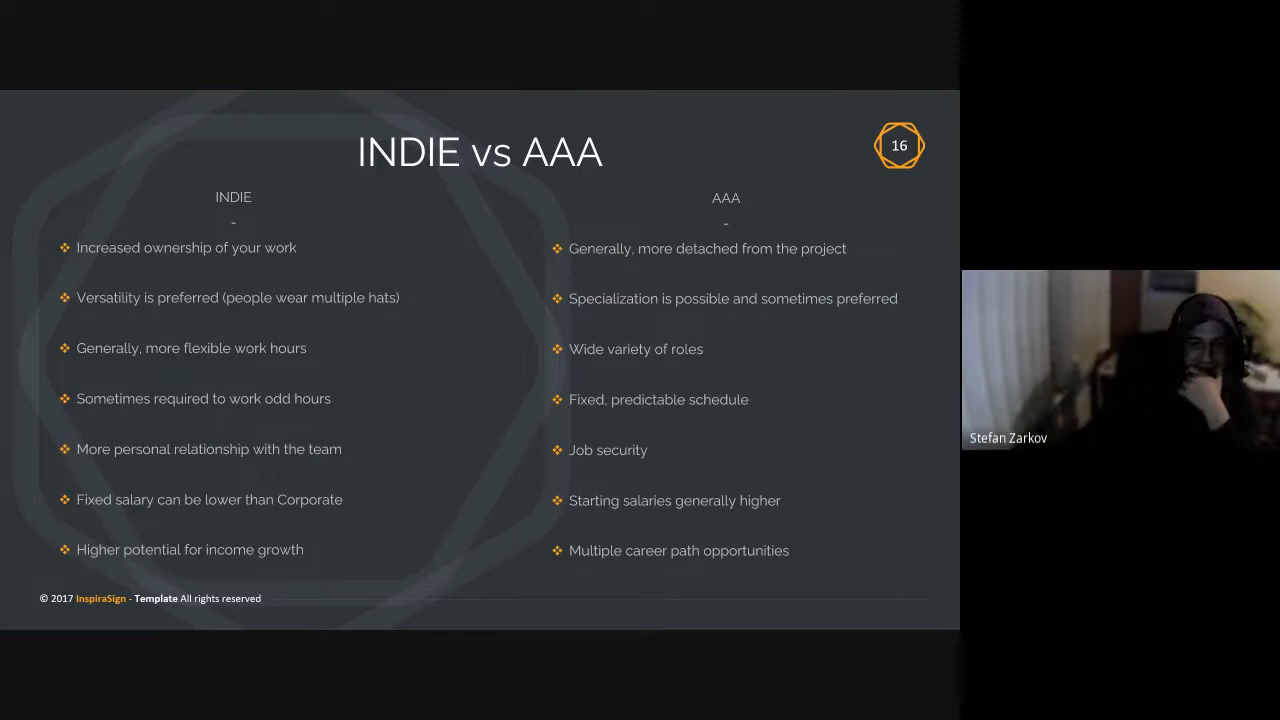 INDIE vs AAA
16
INDIE
-
Increased ownership of your work
Versatility is preferred (people wear multiple hats)
Generally, more flexible work hours
Sometimes required to work odd hours
More personal relationship with the team
Fixed salary can be lower than Corporate
Higher potential for income growth
AAA
-
Generally, more detached from the project
Specialization is possible and sometimes preferred
Wide variety of roles
Fixed, predictable schedule
Job security
Starting salaries generally higher
Multiple career path opportunities
© 2017 InspiraSign - Template All rights reserved
Stefan Zarkov